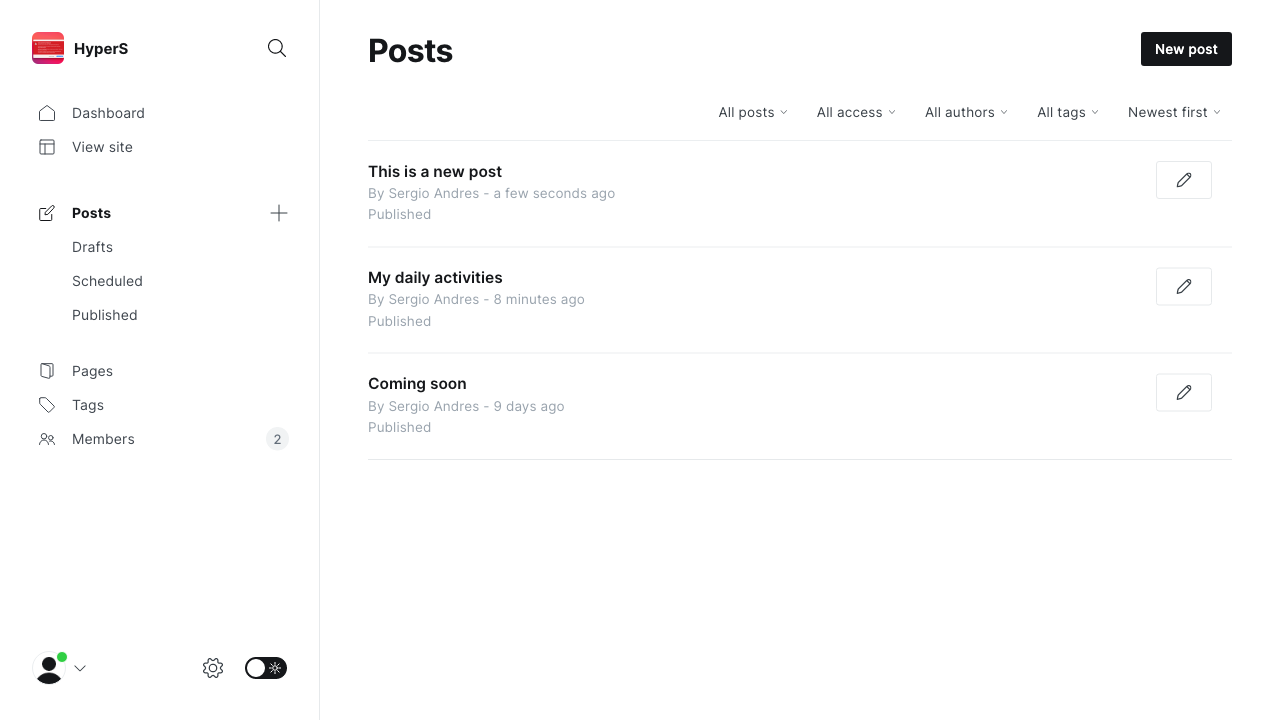 HyperS
Dashboard
View site
Posts
Drafts
Scheduled
Published
Pages
Tags
Members 2
Posts
New post
All posts All access All authors All tags Newest first
This is a new post
By Sergio Andres - a few seconds ago
Published
My daily activities
By Sergio Andres - 8 minutes ago
Published
Coming soon
By Sergio Andres - 9 days ago
Published